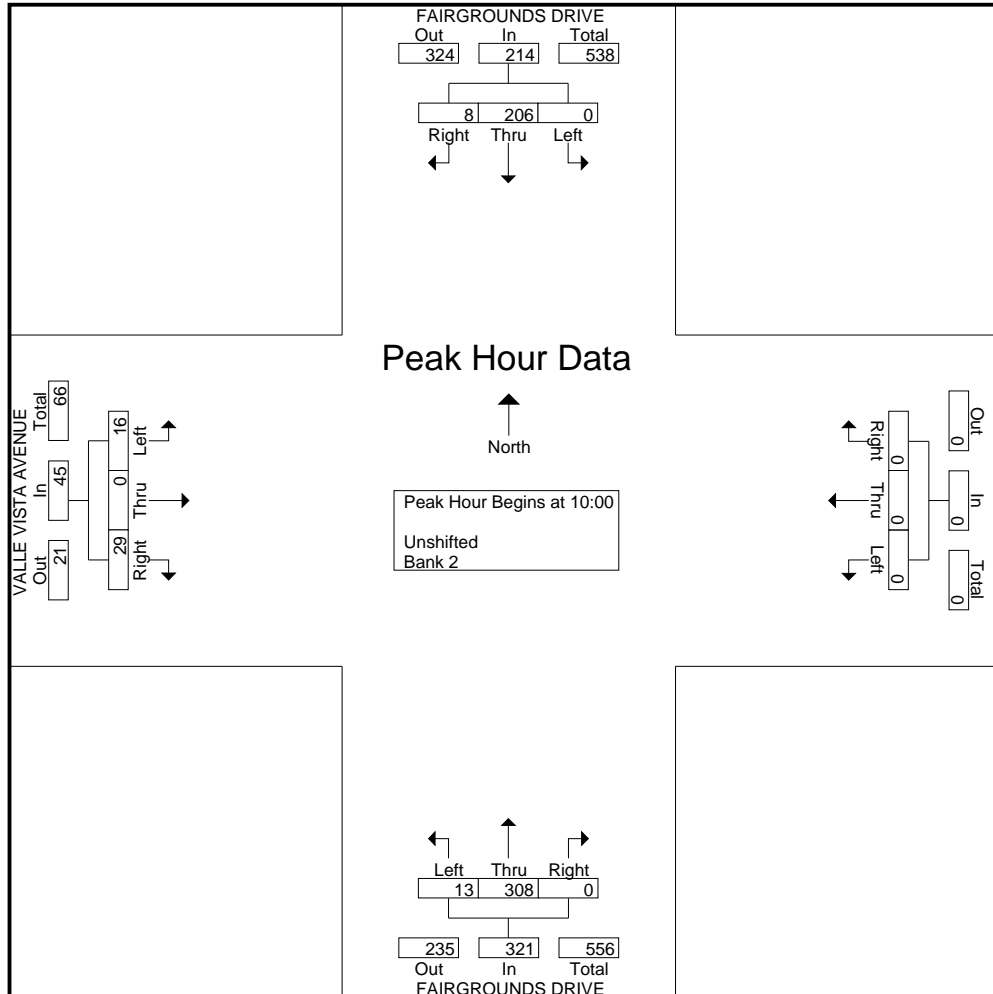 FAIRGROUNDS DRIVE
Out In Total
324 214 538
8 206 0
Right Thru Left
Peak Hour Data
North
Peak Hour Begins at 10:00
Unshifted
Bank 2
VALLE VISTA AVENUE
Total In Out
66 45 21
16 0 29
Left Thru Right
Right Thru Left
0 0 0
0 0 0
Out In Total
Left Thru Right
13 308 0
235 321 556
Out In Total
FAIRGROUNDS DRIVE